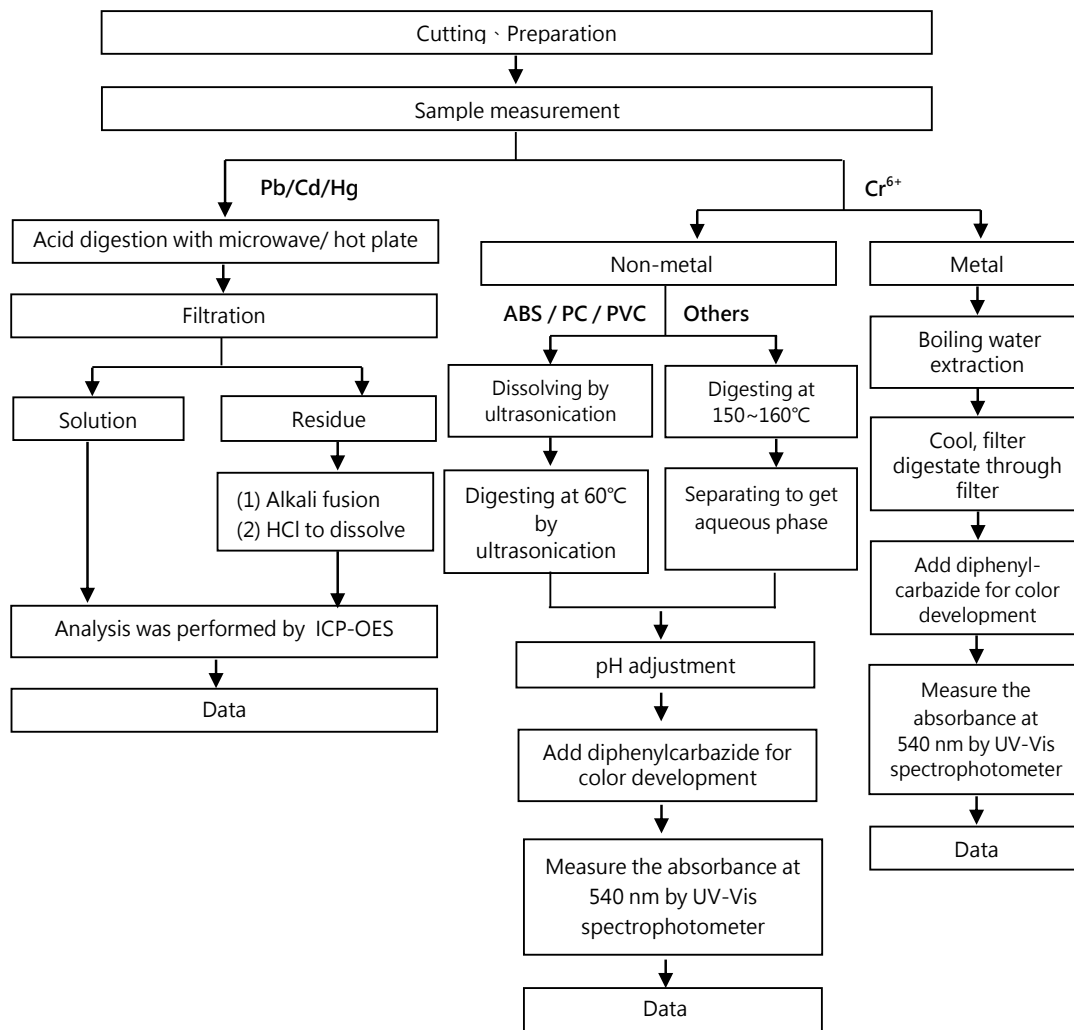 Cutting、Preparation
Sample measurement
Pb/Cd/Hg
Cr⁶⁺
Acid digestion with microwave/ hot plate
Filtration
Solution
Residue
(1) Alkali fusion
(2) HCl to dissolve
Analysis was performed by ICP-OES
Data
Non-metal
ABS / PC / PVC
Others
Dissolving by
ultrasonication
Digesting at 60℃
by
ultrasonication
Digesting at
150~160℃
Separating to get
aqueous phase
pH adjustment
Add diphenylcarbazide for
color development
Measure the absorbance at
540 nm by UV-Vis
spectrophotometer
Data
Metal
Boiling water
extraction
Cool, filter
digestate through
filter
Add diphenyl-
carbazide for color
development
Measure the
absorbance at
540 nm by UV-Vis
spectrophotometer
Data